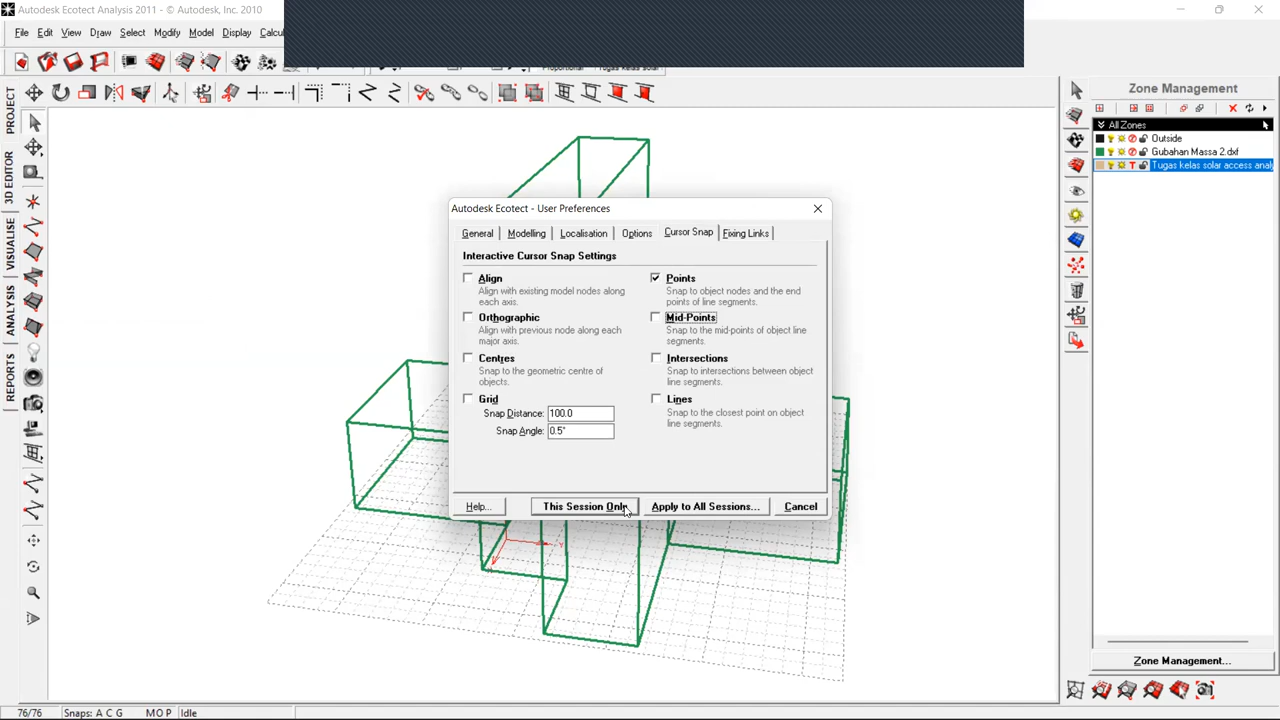 Autodesk Ecotect Analysis 2011 - © Autodesk, Inc. 2010
File Edit View Draw Select Modify Model Display Calcu
PROJECT
3D EDITOR
VISUALISE
ANALYSIS
REPORTS
Autodesk Ecotect - User Preferences
General Modelling Localisation Options Cursor Snap Fixing Links
Interactive Cursor Snap Settings
Align
Align with existing model nodes along
each axis.
Orthographic
Align with previous node along each
major axis.
Centres
Snap to the geometric centre of
objects.
Grid
Snap Distance: 100.0
Snap Angle: 0.5°
Points
Snap to object nodes and the end
points of line segments.
Mid-Points
Snap to the mid-points of object line
segments.
Intersections
Snap to intersections between object
line segments.
Lines
Snap to the closest point on object
line segments.
Help... This Session Only Apply to All Sessions... Cancel
Y
Zone Management
All Zones
Outside
Gubahan Massa 2.dxf
Tugas kelas solar access analy
Zone Management...
76/76 Snaps: A C G M O P Idle